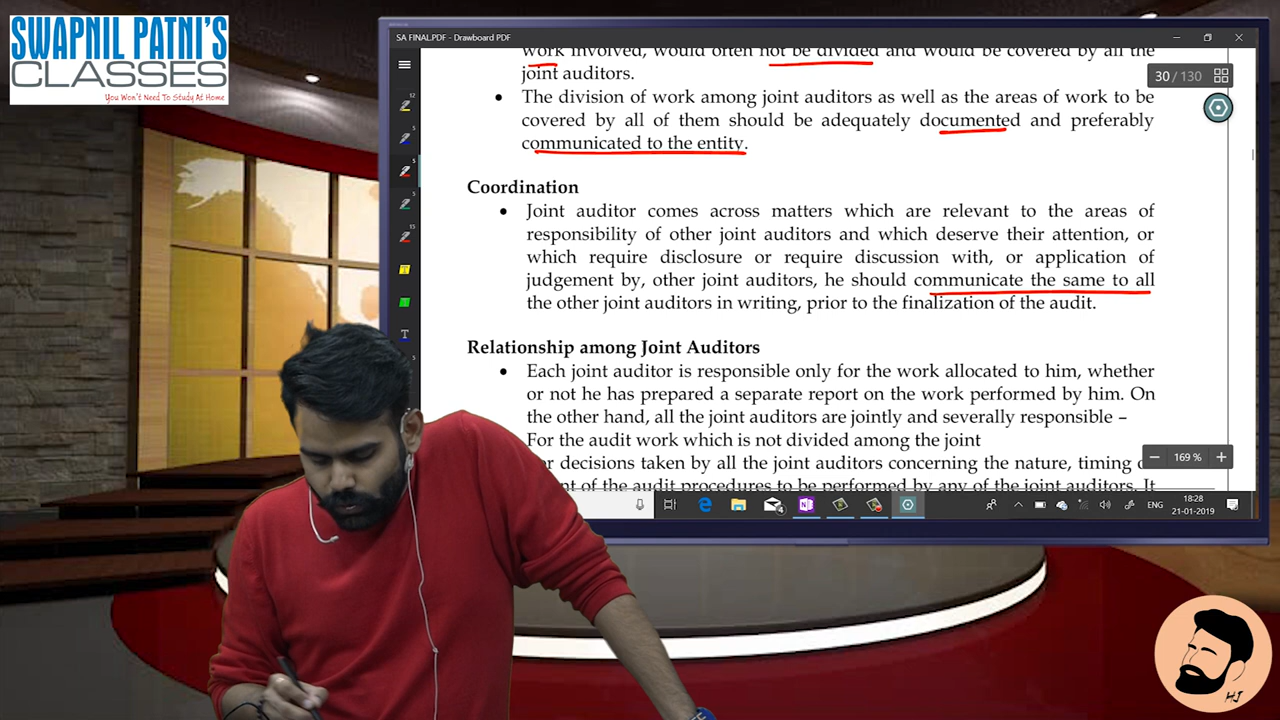 SWAPNIL PATNI'S
CLASSES
You Won't Need To Study At Home
SA FINAL.PDF - Drawboard PDF
work involved, would often not be divided and would be covered by all the
joint auditors.
30 / 130
• The division of work among joint auditors as well as the areas of work to be
covered by all of them should be adequately documented and preferably
communicated to the entity.
Coordination
• Joint auditor comes across matters which are relevant to the areas of
responsibility of other joint auditors and which deserve their attention, or
which require disclosure or require discussion with, or application of
judgement by, other joint auditors, he should communicate the same to all
the other joint auditors in writing, prior to the finalization of the audit.
Relationship among Joint Auditors
• Each joint auditor is responsible only for the work allocated to him, whether
or not he has prepared a separate report on the work performed by him. On
the other hand, all the joint auditors are jointly and severally responsible –
For the audit work which is not divided among the joint
decisions taken by all the joint auditors concerning the nature, timing
169 %
of the audit procedures to be performed by any of the joint auditors. It
ENG
18:28
21-01-2019
HJ